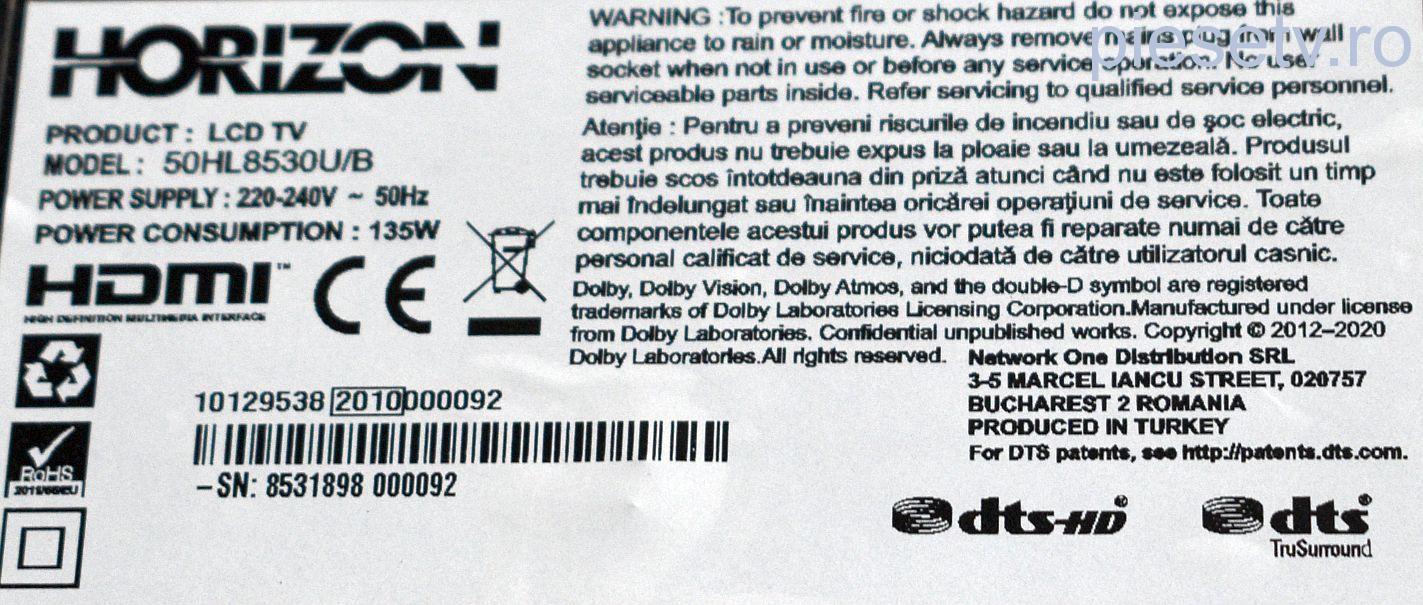 HORIZON
PRODUCT : LCD TV
MODEL : 50HL8530U/B
POWER SUPPLY : 220-240V ~ 50Hz
POWER CONSUMPTION : 135W
HDMI™
HIGH DEFINITION MULTIMEDIA INTERFACE
CE
RoHS
2011/65/EU
10129538 2010000092
-SN: 8531898 000092
WARNING :To prevent fire or shock hazard do not expose this
appliance to rain or moisture. Always remove mains plug from wall
socket when not in use or before any service operation. No user
serviceable parts inside. Refer servicing to qualified service personnel.
piesetv.ro
Atenţie : Pentru a preveni riscurile de incendiu sau de şoc electric,
acest produs nu trebuie expus la ploaie sau la umezeală. Produsul
trebuie scos întotdeauna din priză atunci când nu este folosit un timp
mai îndelungat sau înaintea oricărei operaţiuni de service. Toate
componentele acestui produs vor putea fi reparate numai de către
personal calificat de service, niciodată de către utilizatorul casnic.
Dolby, Dolby Vision, Dolby Atmos, and the double-D symbol are registered
trademarks of Dolby Laboratories Licensing Corporation.Manufactured under license
from Dolby Laboratories. Confidential unpublished works. Copyright © 2012–2020
Dolby Laboratories.All rights reserved.
Network One Distribution SRL
3-5 MARCEL IANCU STREET, 020757
BUCHAREST 2 ROMANIA
PRODUCED IN TURKEY
For DTS patents, see http://patents.dts.com.
dts-HD®
dts®
TruSurround